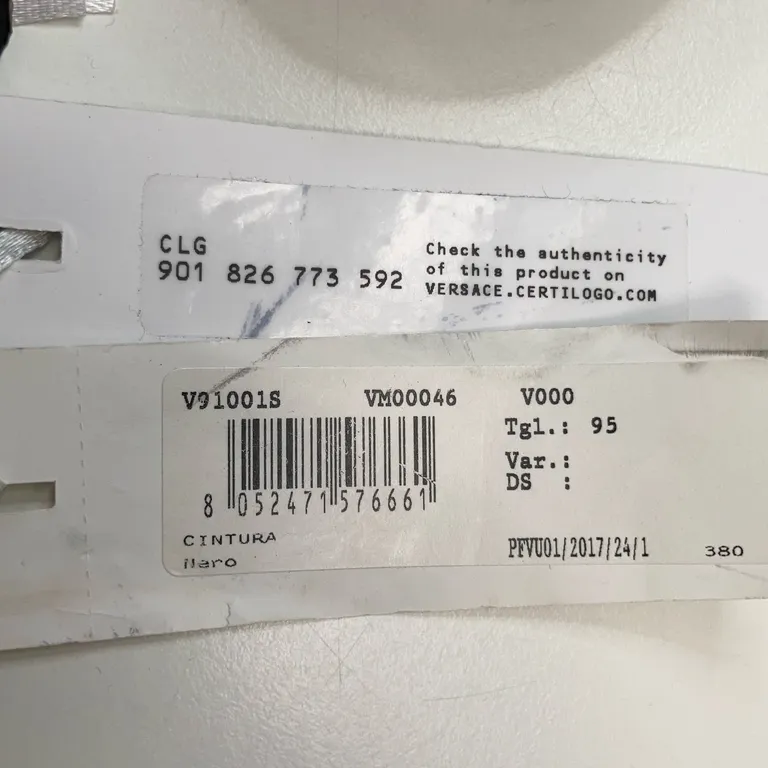 CLG
901 826 773 592
Check the authenticity
of this product on
VERSACE.CERTILOGO.COM
V91001S VM00046 V000
Tgl.: 95
Var.:
DS :
8 052471 576661
CINTURA
Nero
PFVU01/2017/24/1 380